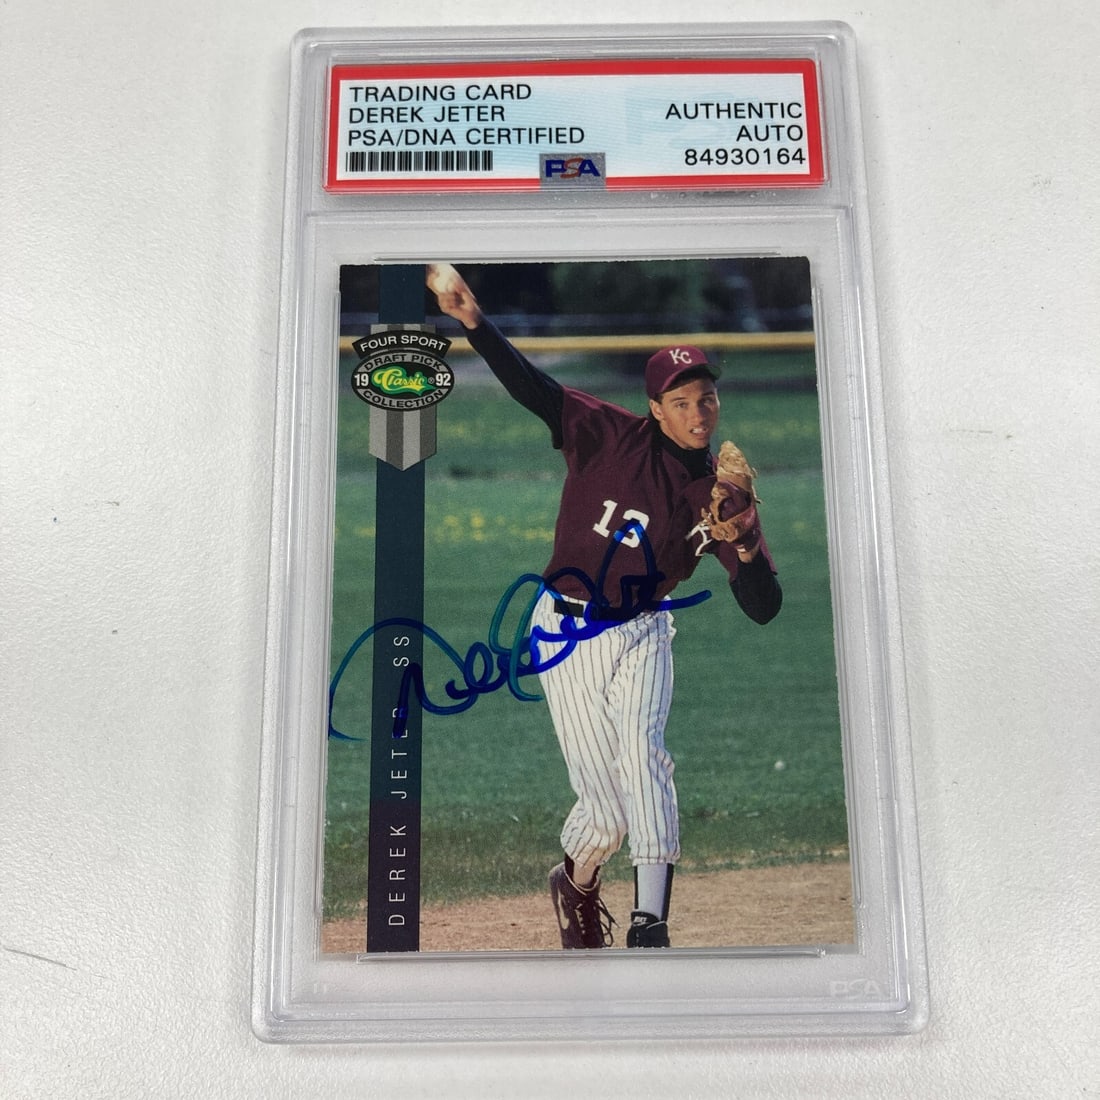 TRADING CARD
DEREK JETER
PSA/DNA CERTIFIED
AUTHENTIC
AUTO
84930164
PSA
FOUR SPORT
DRAFT PICK
19 Classic® 92
COLLECTION
KC
13
DEREK JETER SS
PSA